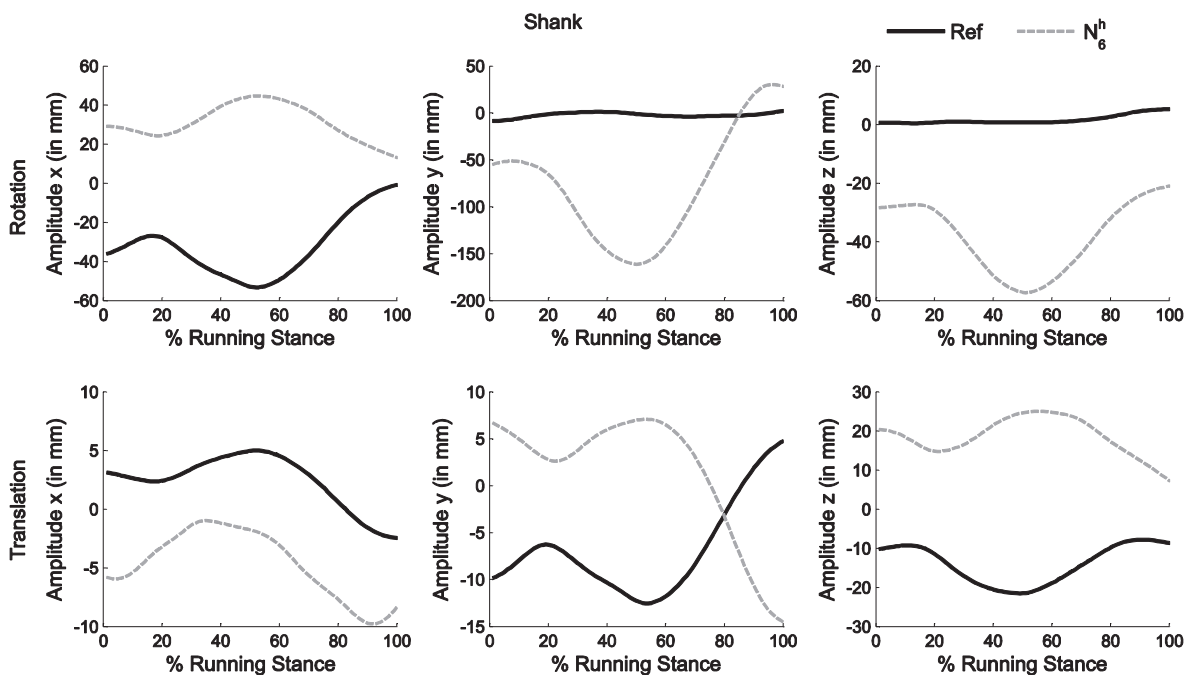 Shank
Ref
N6h
Rotation
Amplitude x (in mm)
60
40
20
0
-20
-40
-60
0 20 40 60 80 100
% Running Stance
Amplitude y (in mm)
50
0
-50
-100
-150
-200
0 20 40 60 80 100
% Running Stance
Amplitude z (in mm)
20
0
-20
-40
-60
0 20 40 60 80 100
% Running Stance
Translation
Amplitude x (in mm)
10
5
0
-5
-10
0 20 40 60 80 100
% Running Stance
Amplitude y (in mm)
10
5
0
-5
-10
-15
0 20 40 60 80 100
% Running Stance
Amplitude z (in mm)
30
20
10
0
-10
-20
-30
0 20 40 60 80 100
% Running Stance